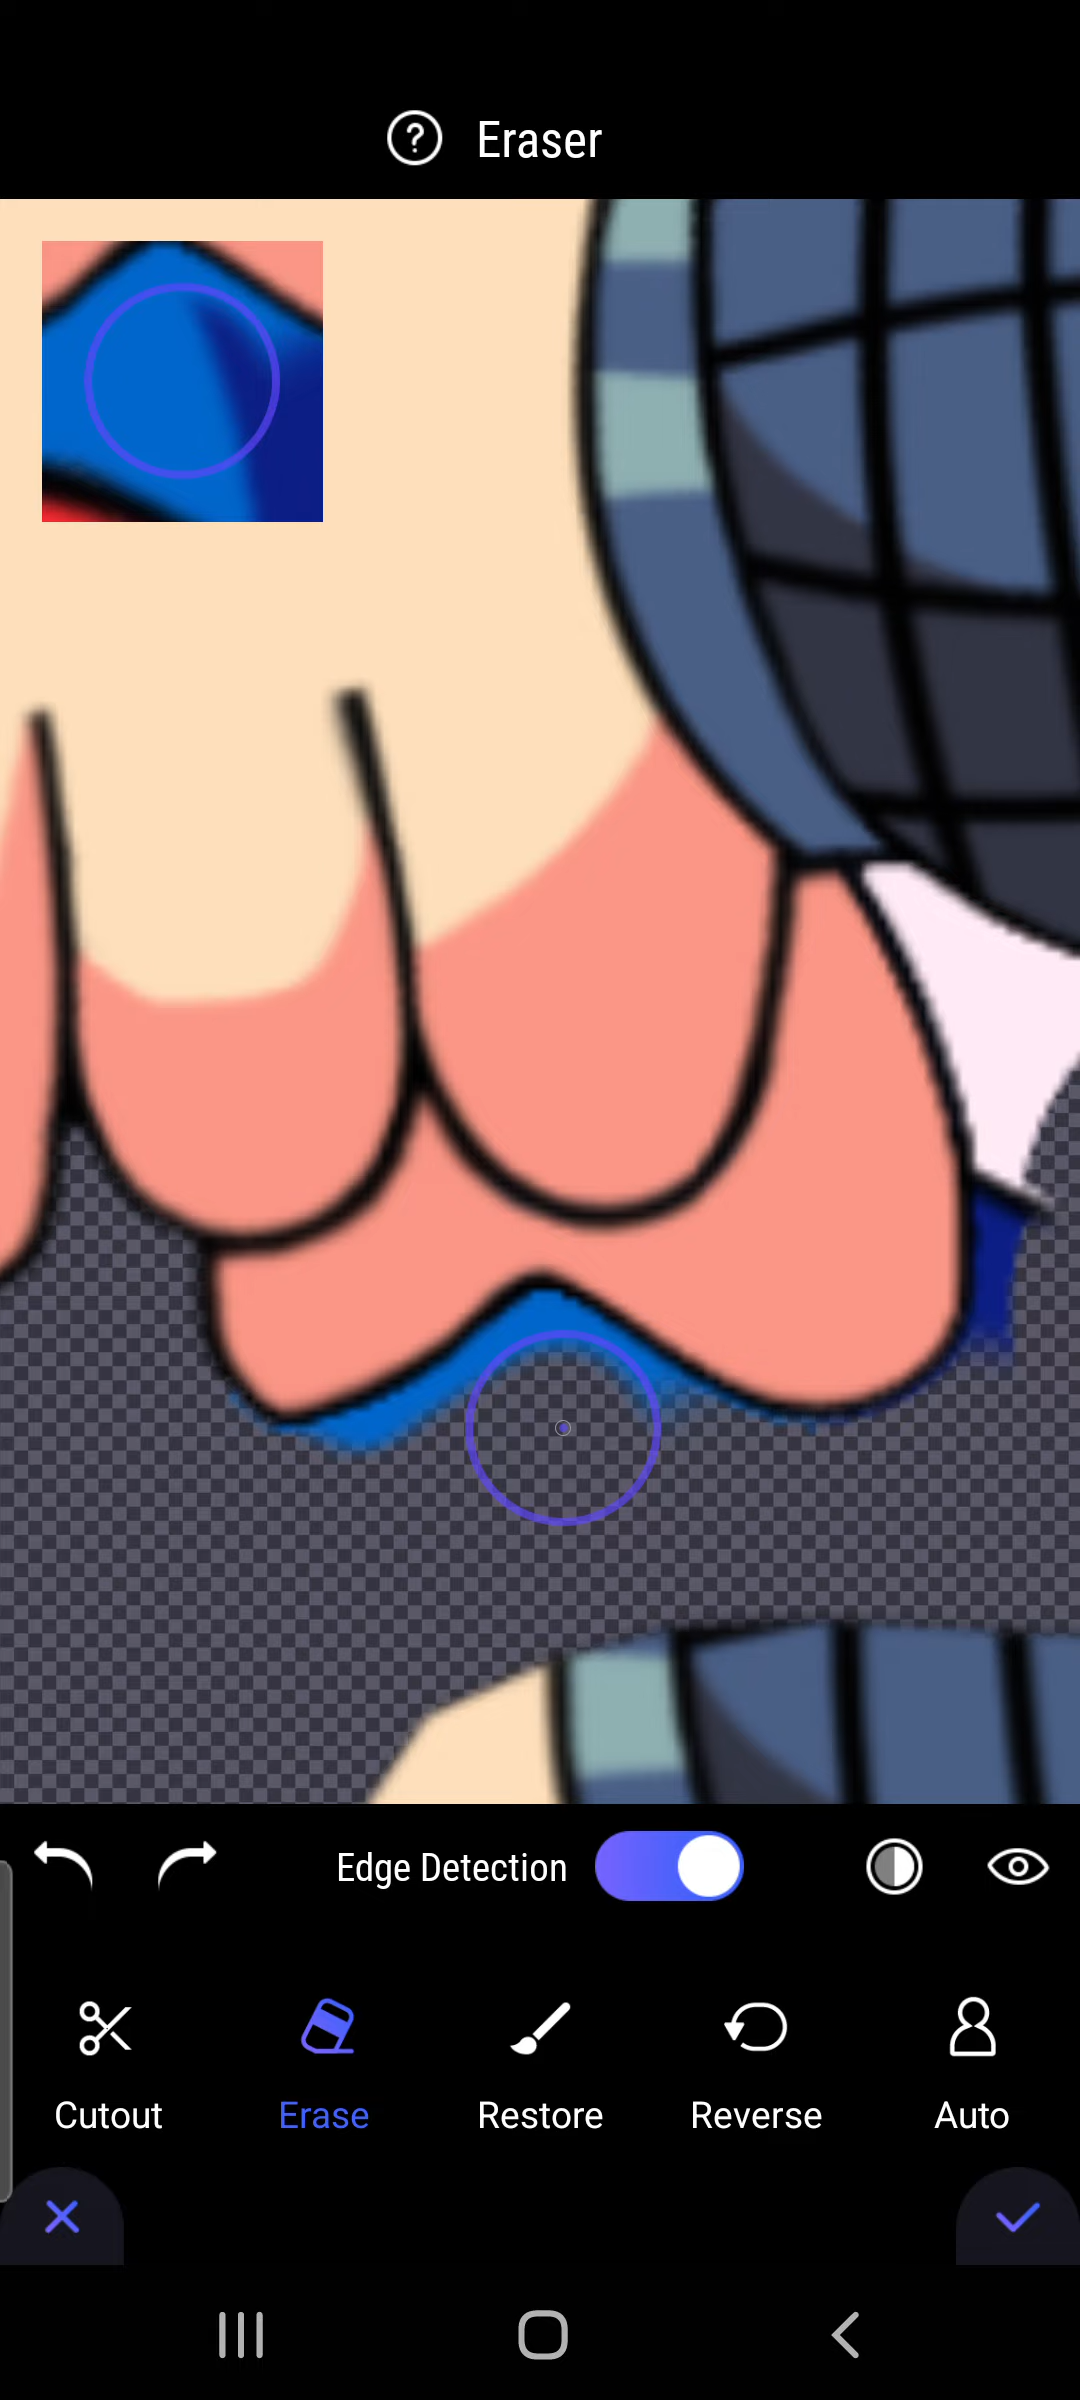 Eraser
Edge Detection
Cutout
Erase
Restore
Reverse
Auto